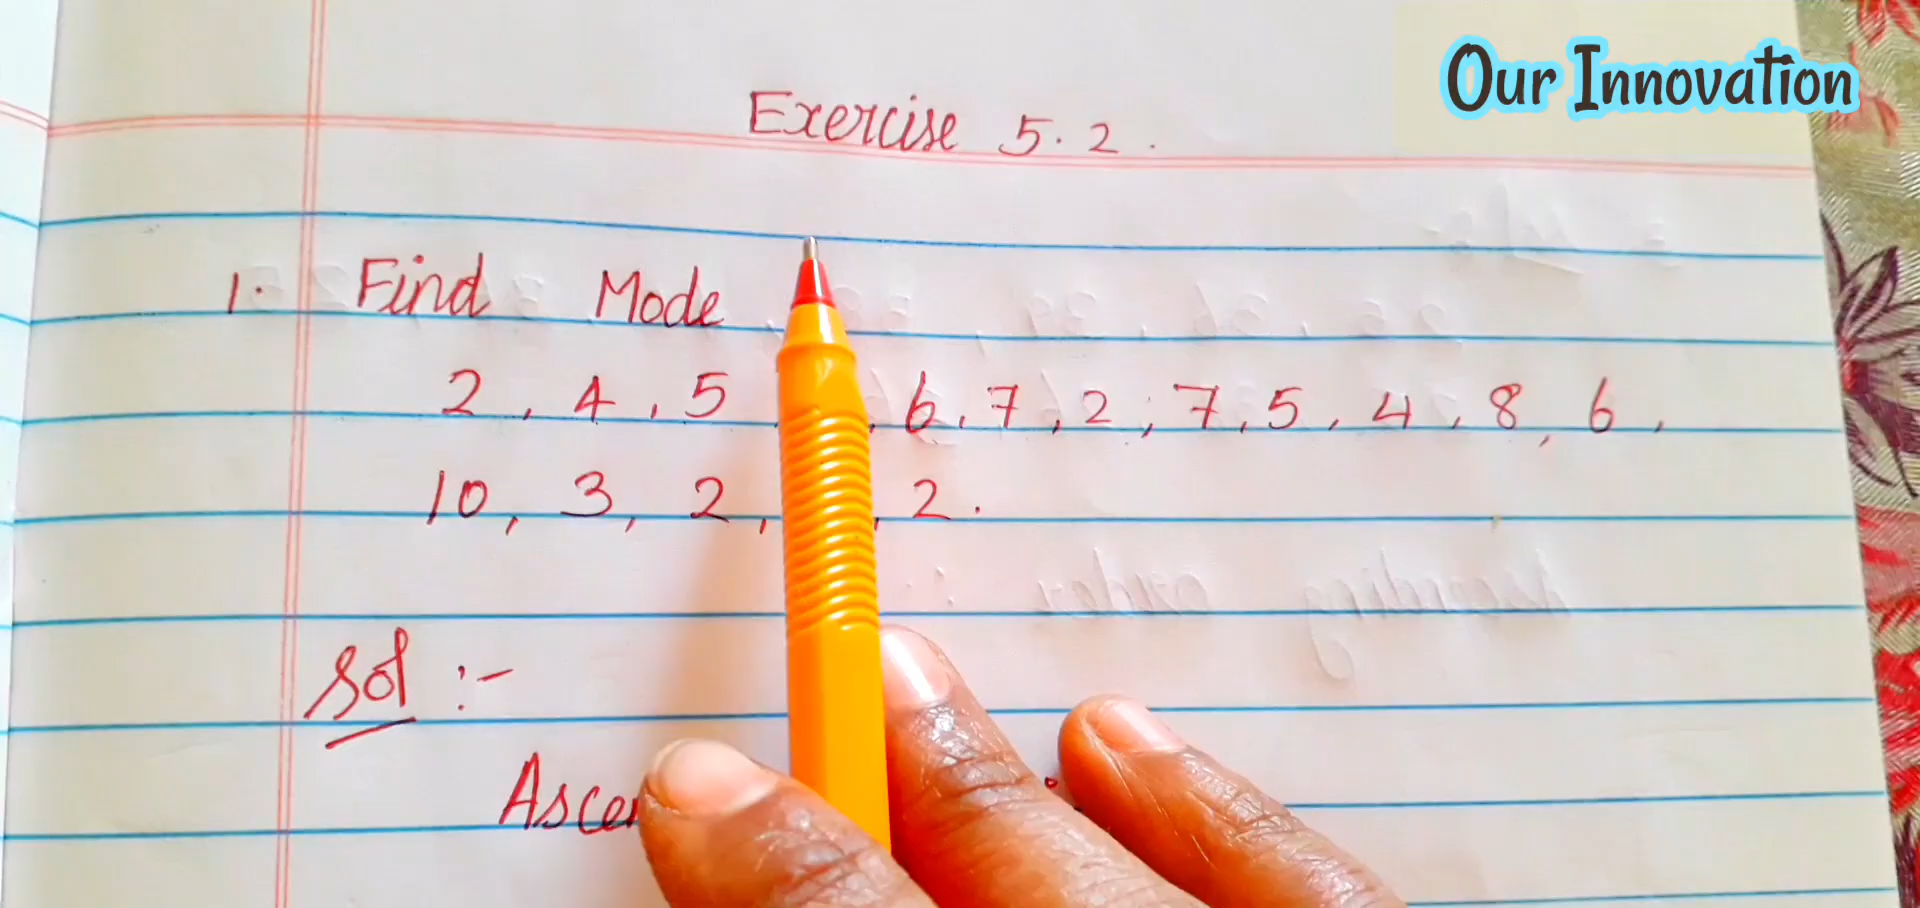 Our Innovation
Exercise 5.2.
1. Find Mode
2, 4, 5, , 6, 7, 2, 7, 5, 4, 8, 6,
10, 3, 2, , 2.
Sol :-